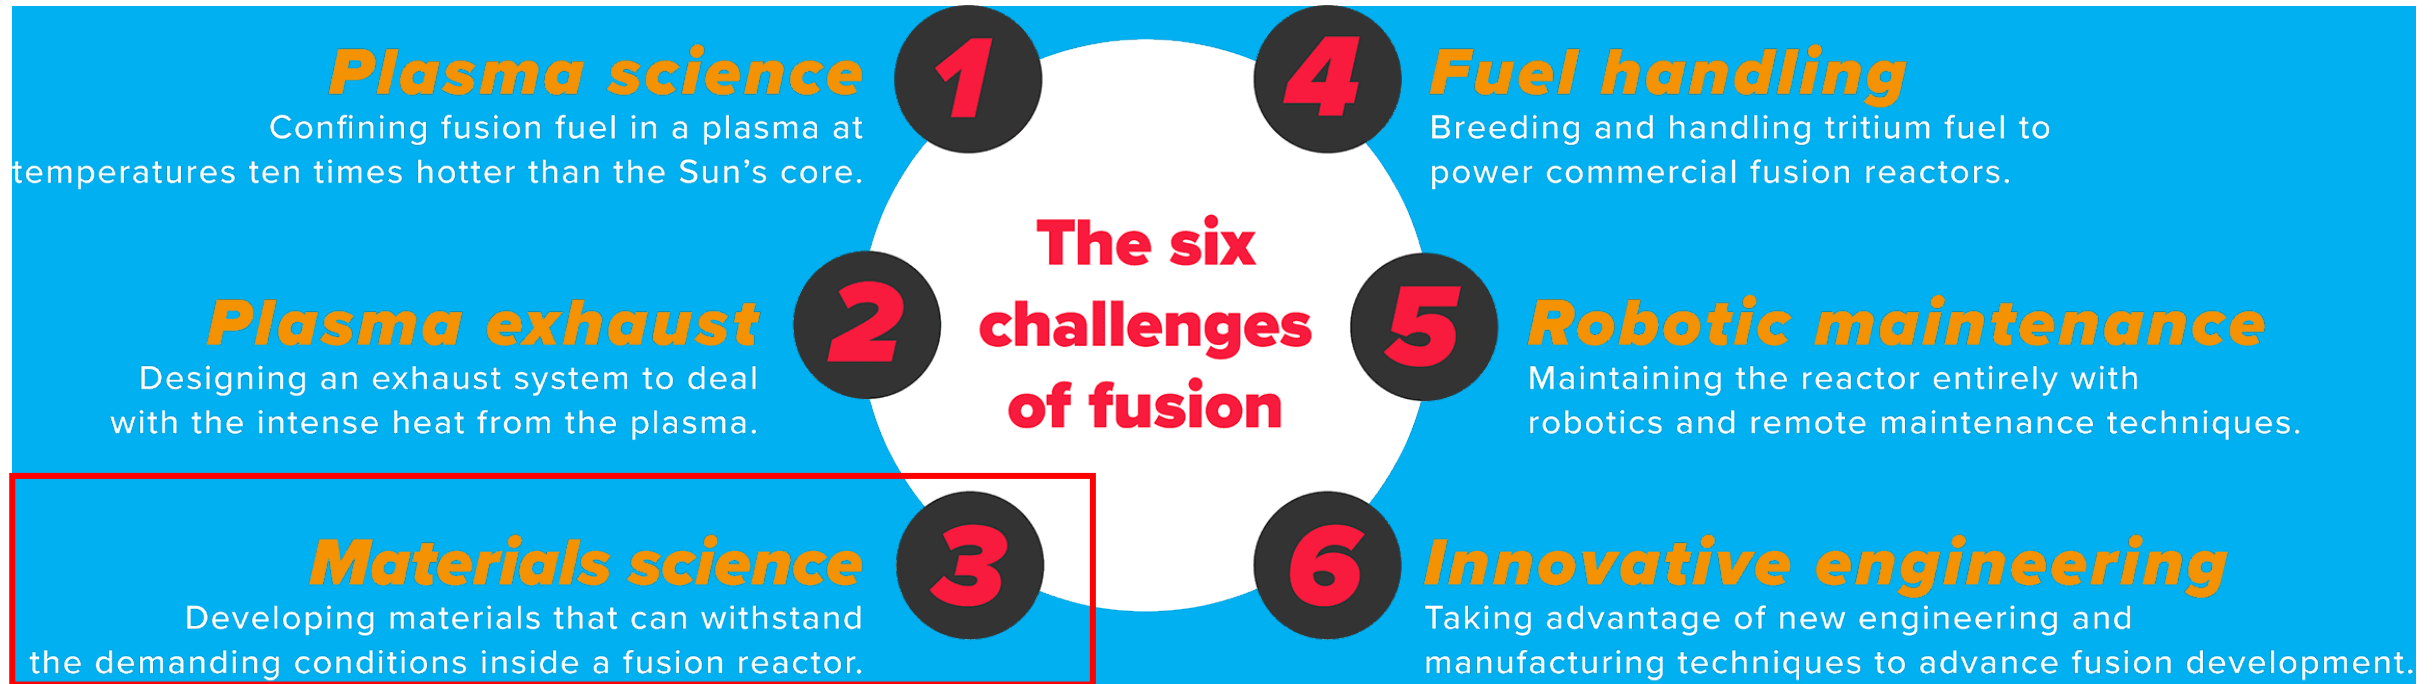 1
Plasma science
Confining fusion fuel in a plasma at
temperatures ten times hotter than the Sun’s core.
2
Plasma exhaust
Designing an exhaust system to deal
with the intense heat from the plasma.
3
Materials science
Developing materials that can withstand
the demanding conditions inside a fusion reactor.
The six
challenges
of fusion
4
Fuel handling
Breeding and handling tritium fuel to
power commercial fusion reactors.
5
Robotic maintenance
Maintaining the reactor entirely with
robotics and remote maintenance techniques.
6
Innovative engineering
Taking advantage of new engineering and
manufacturing techniques to advance fusion development.